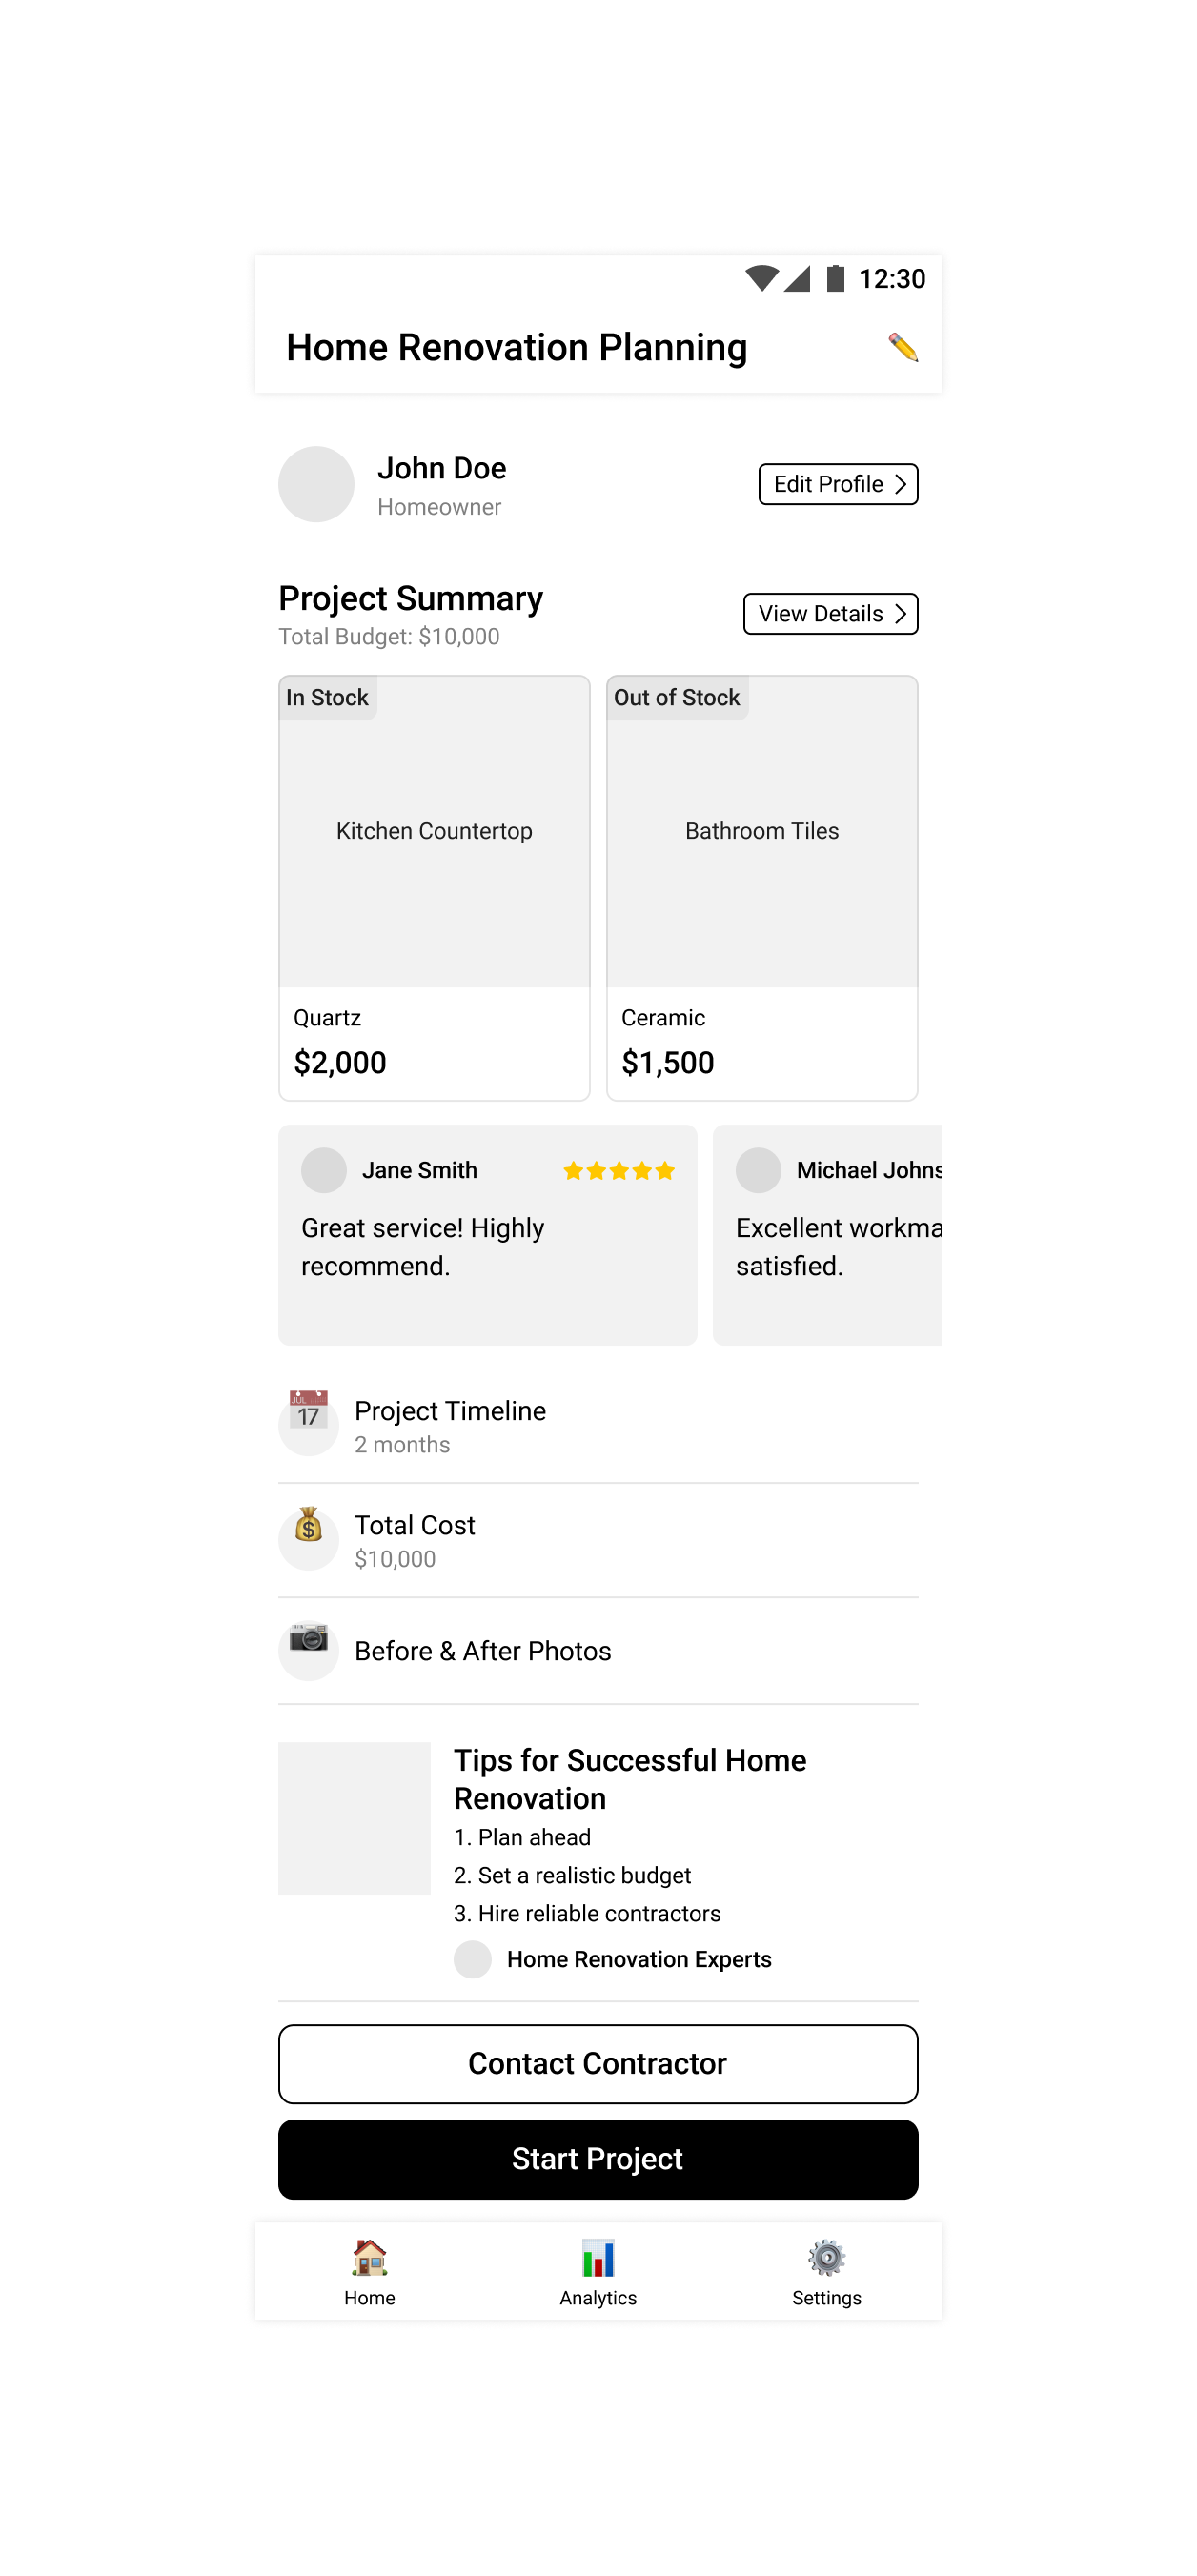 12:30
Home Renovation Planning
John Doe
Homeowner
Edit Profile
Project Summary
Total Budget: $10,000
View Details
In Stock
Kitchen Countertop
Quartz
$2,000
Out of Stock
Bathroom Tiles
Ceramic
$1,500
Jane Smith
Great service! Highly
recommend.
Michael Johns
Excellent workma
satisfied.
JUL
17
Project Timeline
2 months
$
Total Cost
$10,000
Before & After Photos
Tips for Successful Home
Renovation
1. Plan ahead
2. Set a realistic budget
3. Hire reliable contractors
Home Renovation Experts
Contact Contractor
Start Project
Home
Analytics
Settings